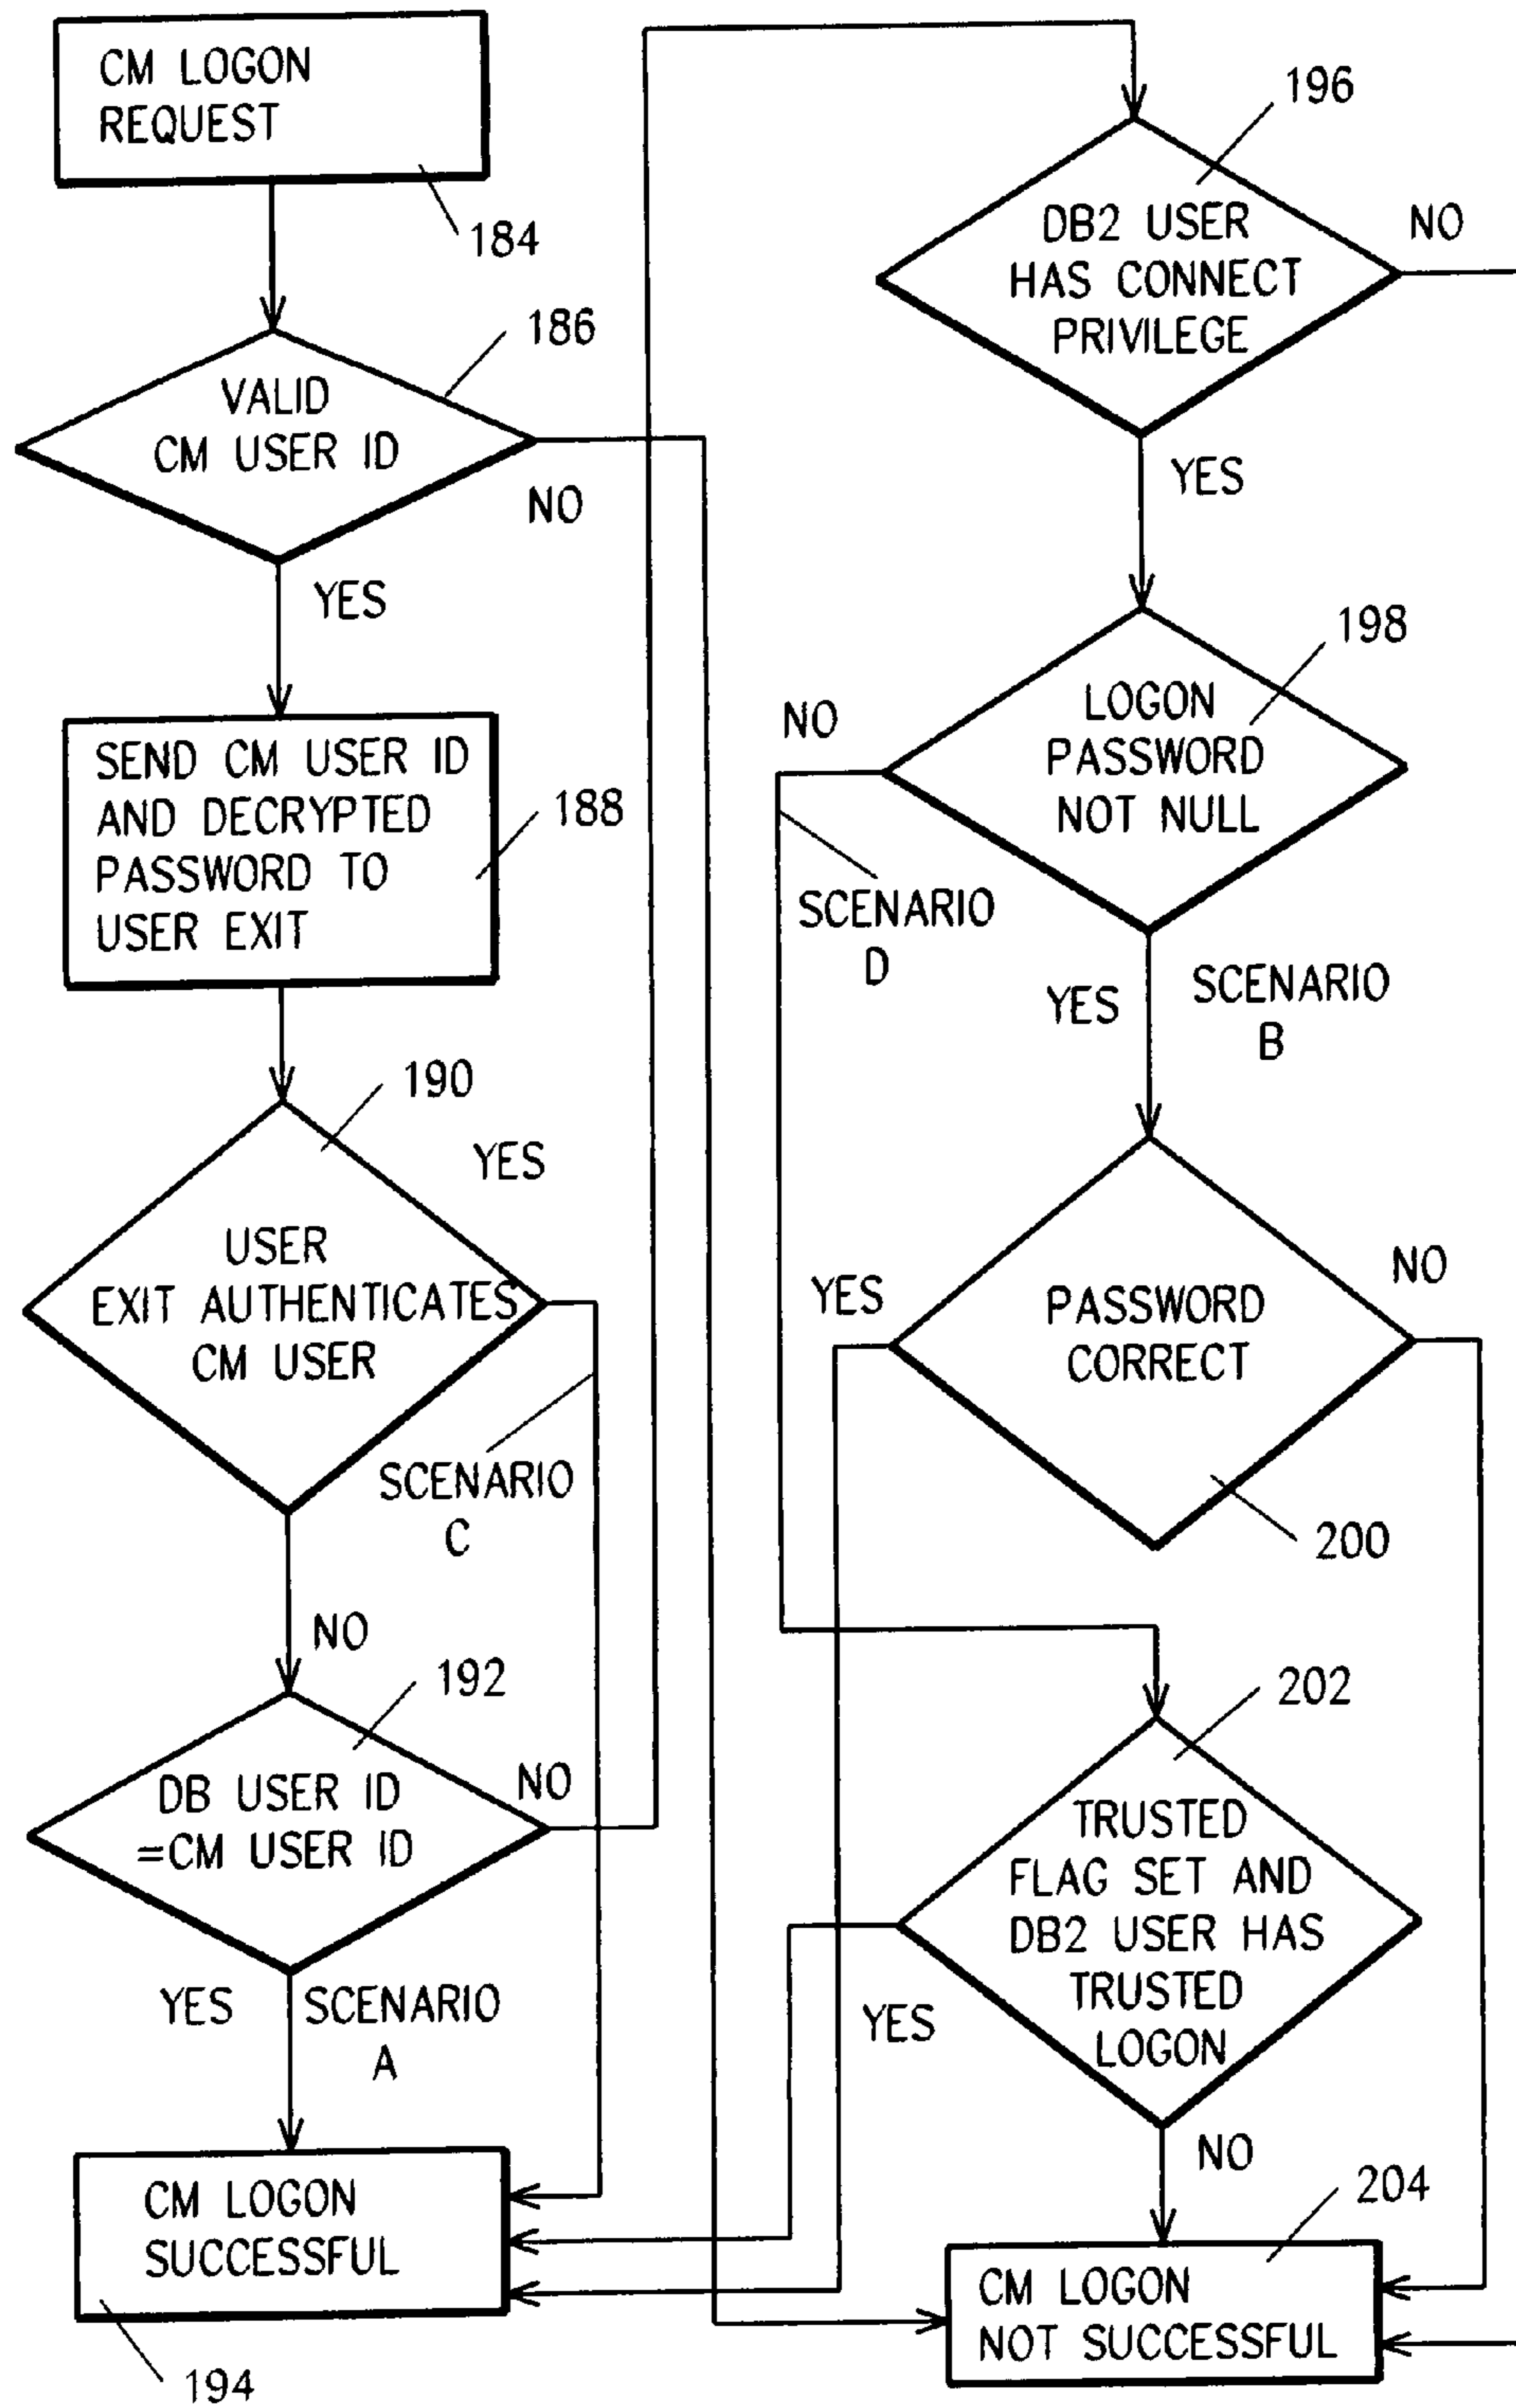 CM LOGON
REQUEST
184
186
VALID
CM USER ID
NO
YES
SEND CM USER ID
AND DECRYPTED
PASSWORD TO
USER EXIT
188
190
YES
USER
EXIT AUTHENTICATES
CM USER
SCENARIO
C
NO
192
DB USER ID
=CM USER ID
NO
YES
SCENARIO
A
CM LOGON
SUCCESSFUL
194
196
DB2 USER
HAS CONNECT
PRIVILEGE
NO
YES
198
LOGON
PASSWORD
NOT NULL
NO
SCENARIO
D
YES
SCENARIO
B
PASSWORD
CORRECT
YES
NO
200
202
TRUSTED
FLAG SET AND
DB2 USER HAS
TRUSTED
LOGON
YES
NO
204
CM LOGON
NOT SUCCESSFUL